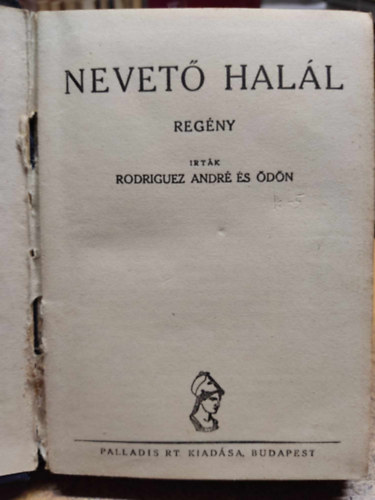 NEVETŐ HALÁL
REGÉNY
IRTÁK
RODRIGUEZ ANDRÉ ÉS ÖDÖN
PALLADIS RT. KIADÁSA, BUDAPEST